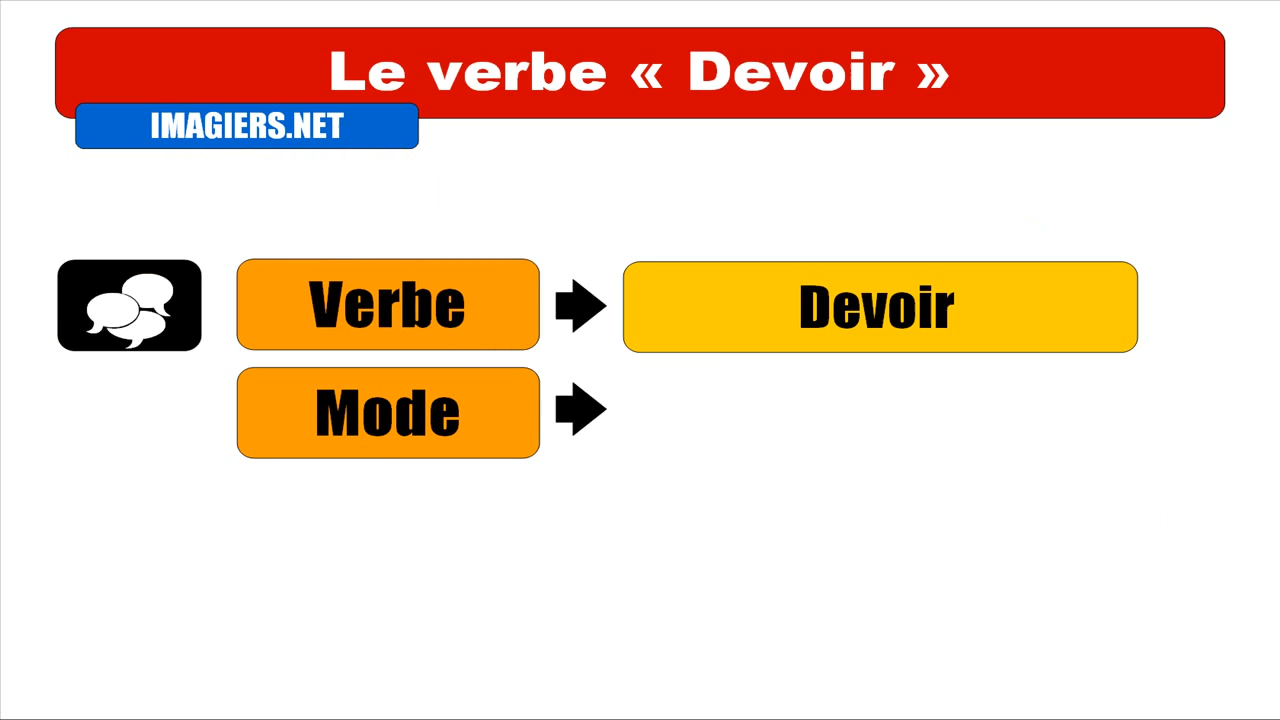 Le verbe « Devoir »
IMAGIERS.NET
Verbe
Devoir
Mode